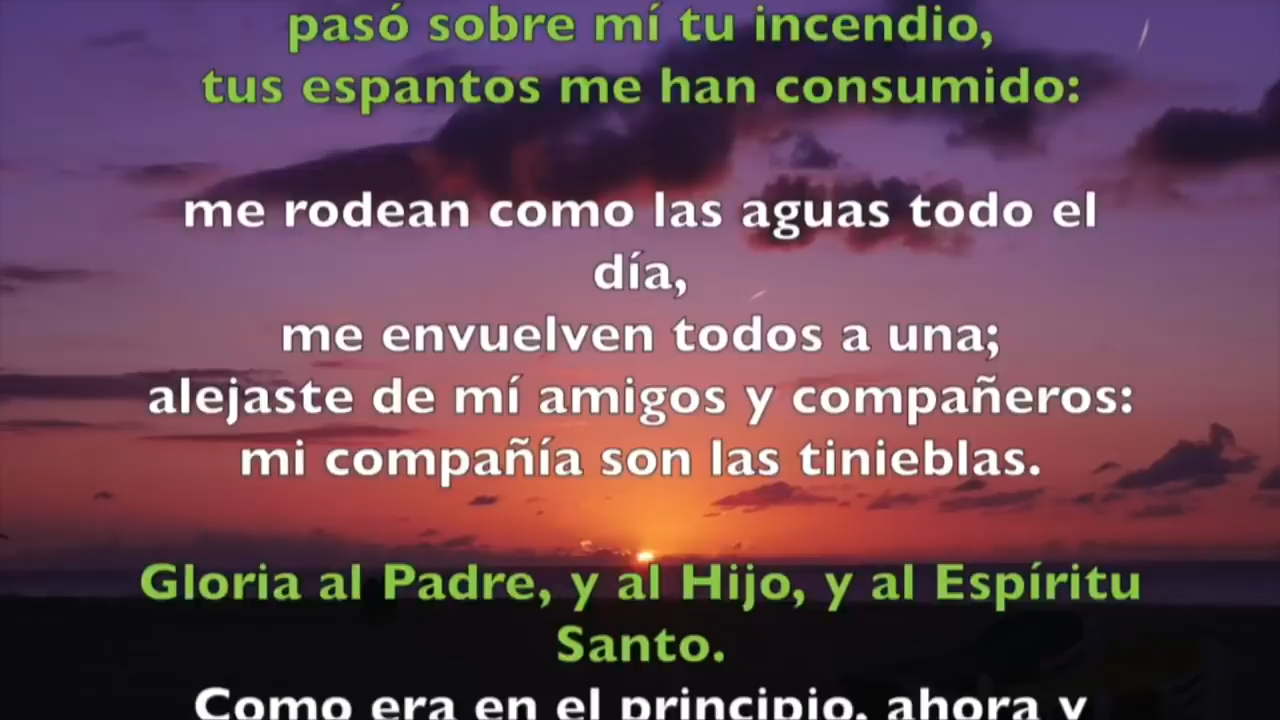 pasó sobre mí tu incendio,
tus espantos me han consumido:
me rodean como las aguas todo el
día,
me envuelven todos a una;
alejaste de mí amigos y compañeros:
mi compañía son las tinieblas.
Gloria al Padre, y al Hijo, y al Espíritu
Santo.
Como era en el principio, ahora y